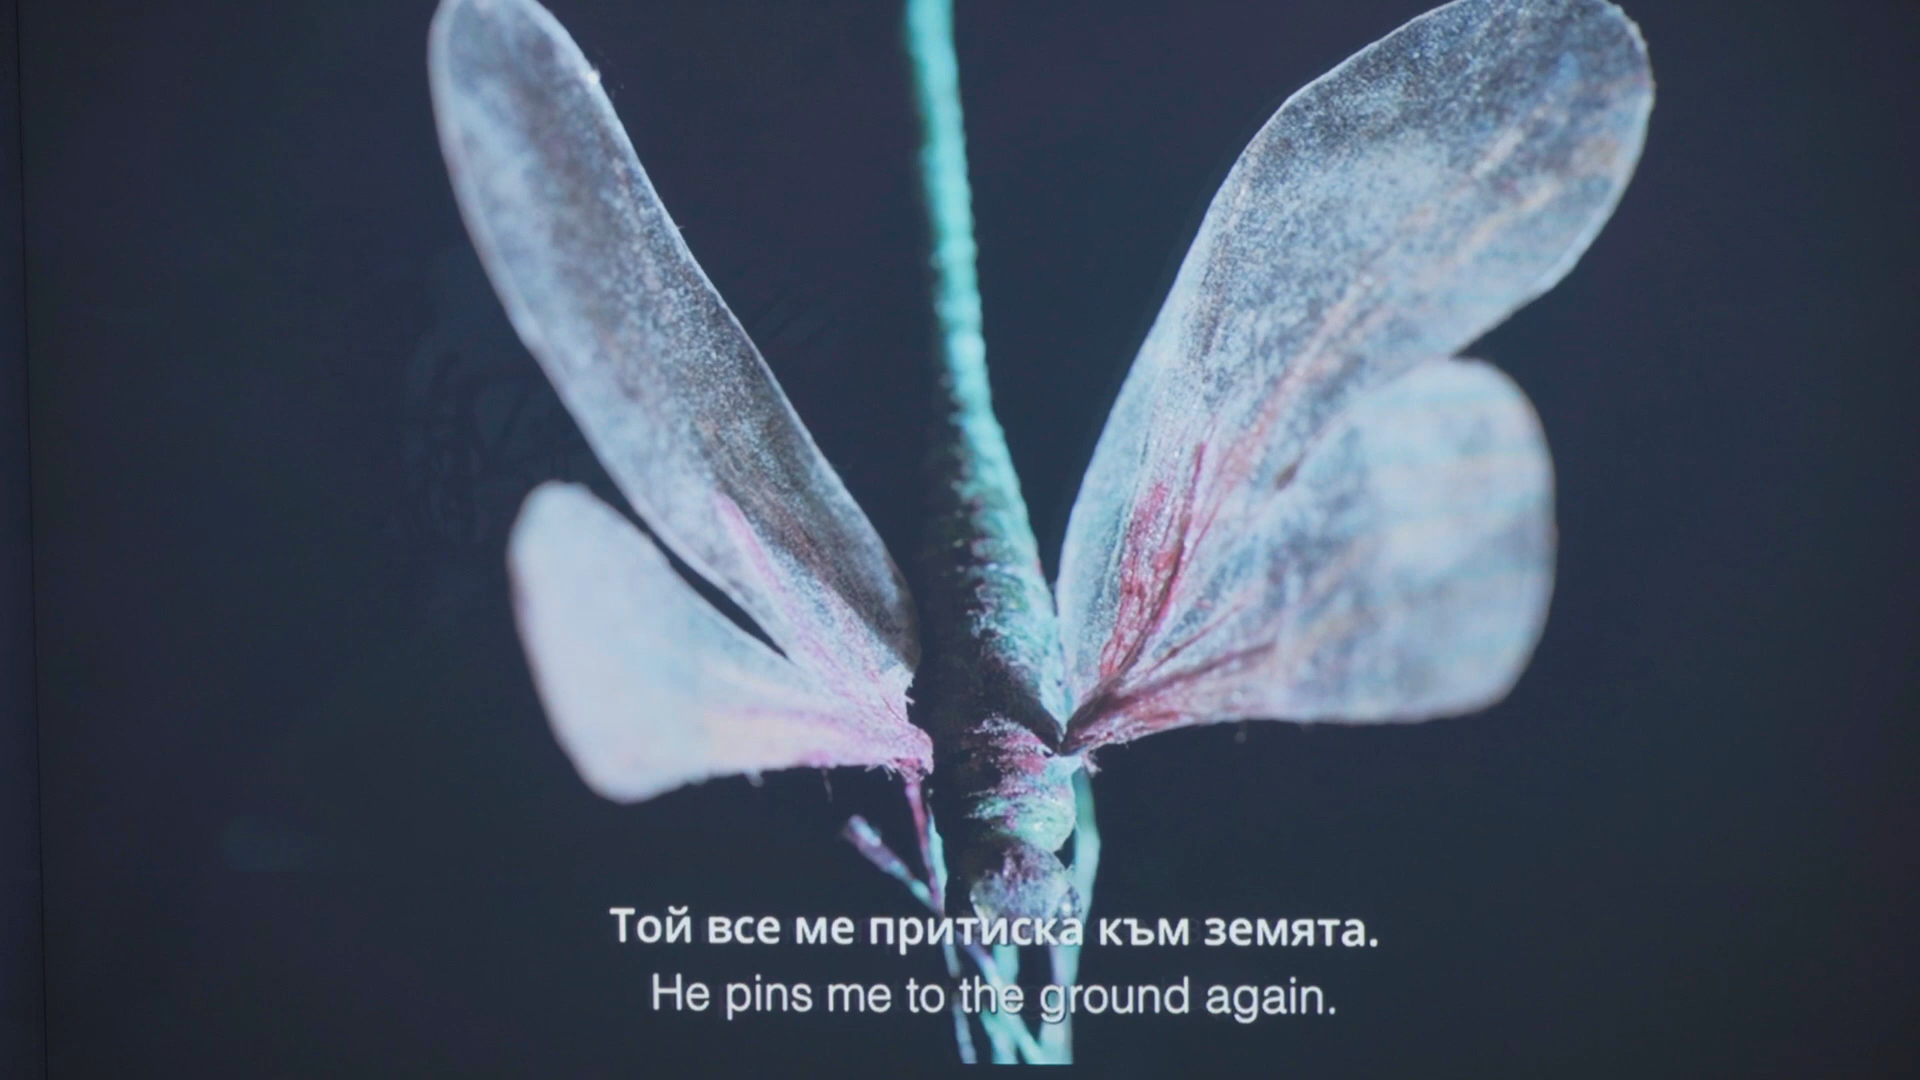 Той все ме притиска към земята.
He pins me to the ground again.